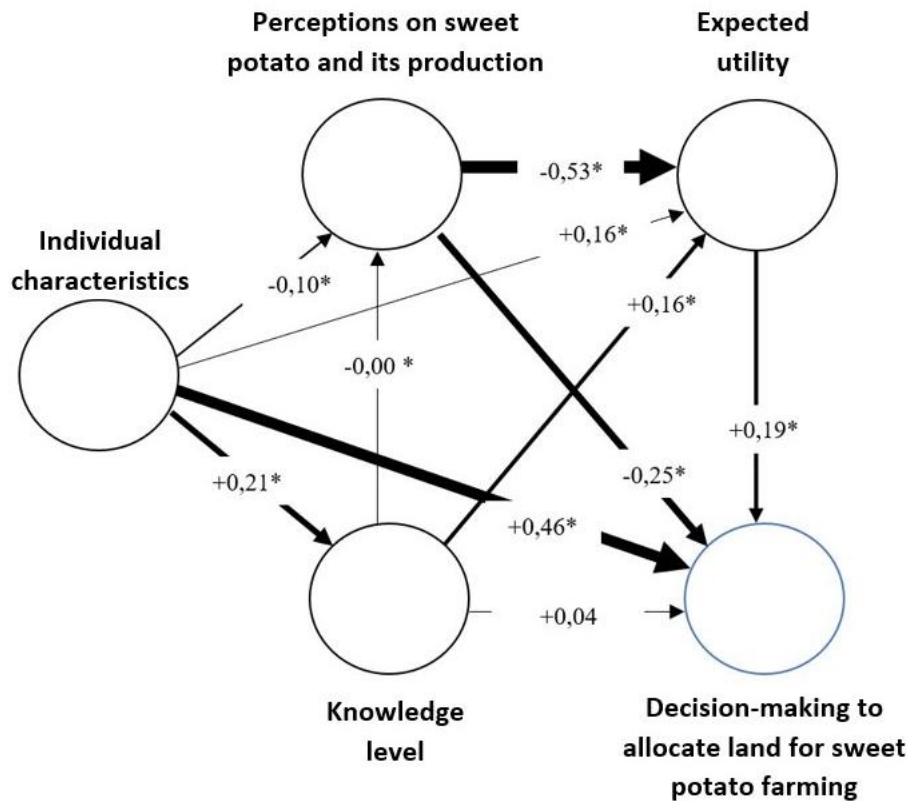 Perceptions on sweet
potato and its production
Expected
utility
-0,53*
Individual
characteristics
+0,16*
-0,10*
+0,16*
-0,00 *
+0,19*
+0,21*
-0,25*
+0,46*
+0,04
Knowledge
level
Decision-making to
allocate land for sweet
potato farming